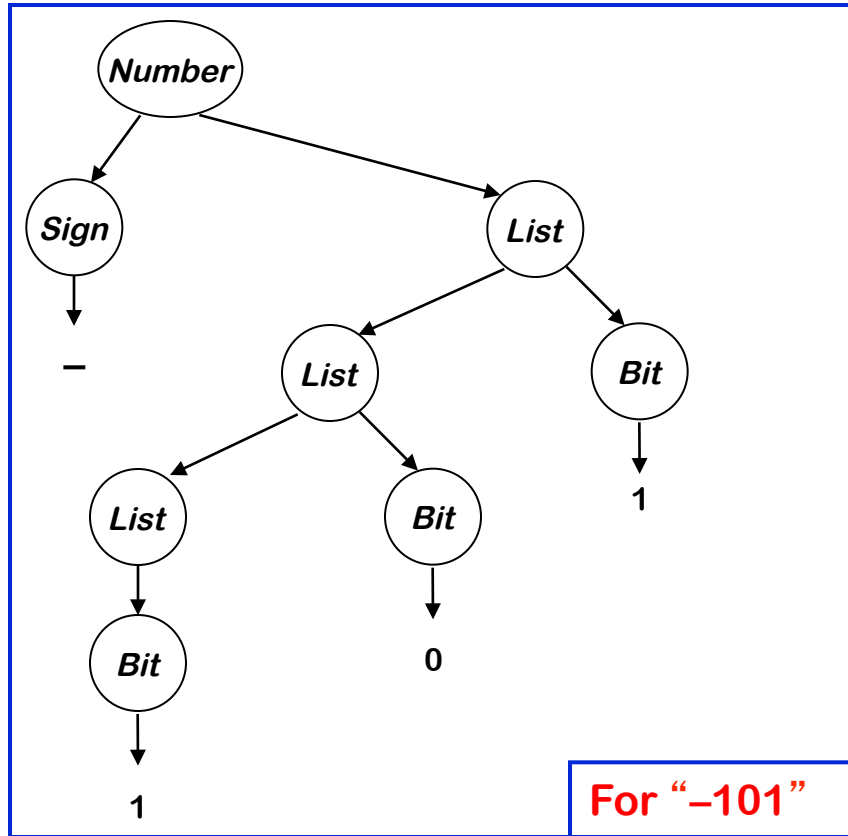 Number
Sign
List
–
List
Bit
List
Bit
1
Bit
0
1
For “–101”